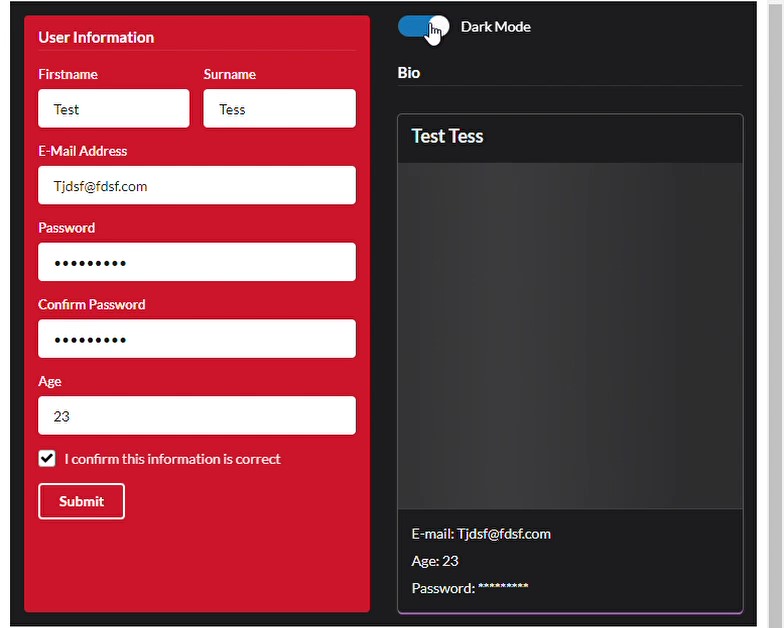 User Information
Firstname
Surname
Test
Tess
E-Mail Address
Tjdsf@fdsf.com
Password
•••••••••
Confirm Password
•••••••••
Age
23
I confirm this information is correct
Submit
Dark Mode
Bio
Test Tess
E-mail: Tjdsf@fdsf.com
Age: 23
Password: *********